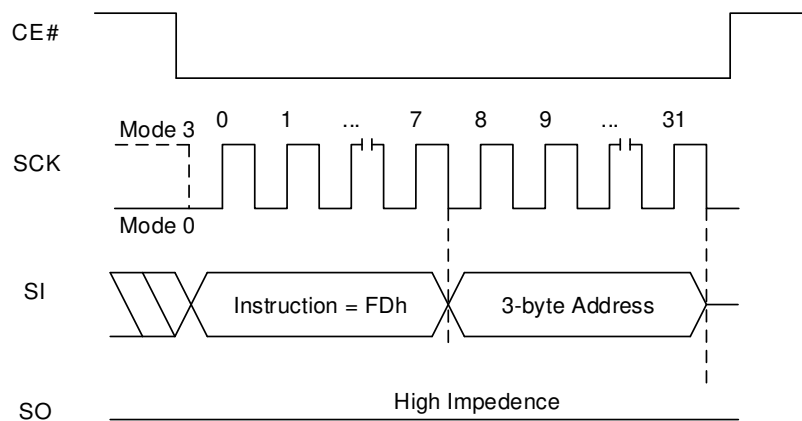 CE#
Mode 3
0 1 ... 7 8 9 ... 31
SCK
Mode 0
SI
Instruction = FDh
3-byte Address
High Impedence
SO